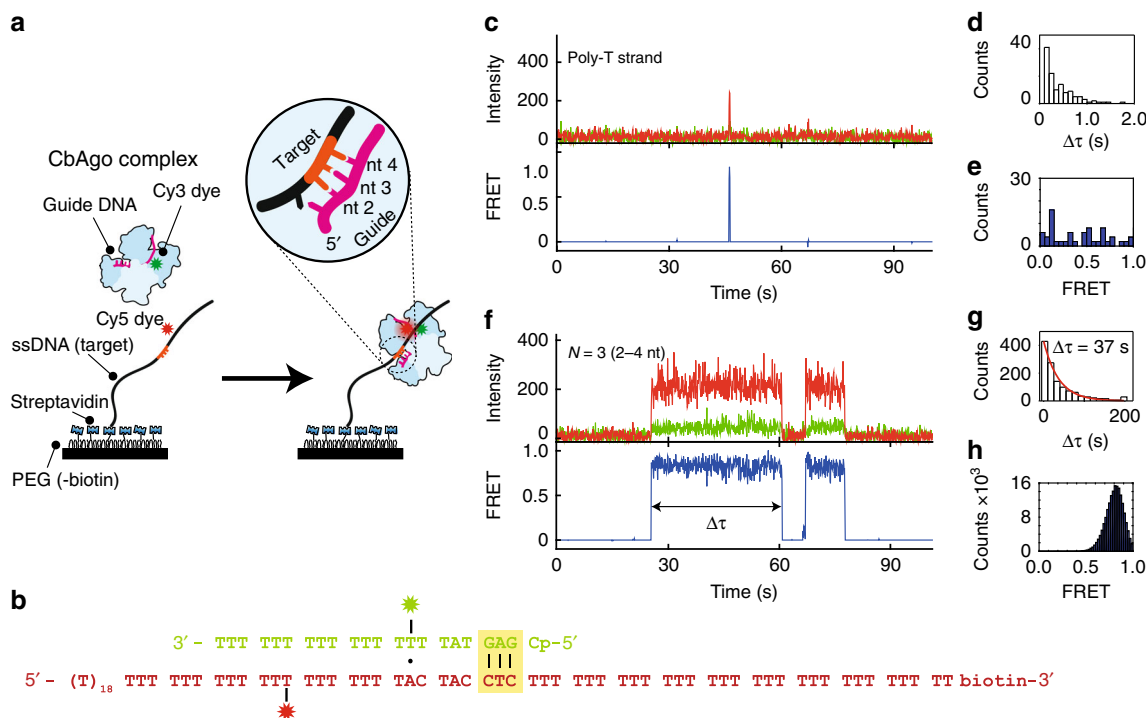 a
CbAgo complex
Cy3 dye
Guide DNA
Cy5 dye
ssDNA (target)
Streptavidin
PEG (-biotin)
Target
nt 4
nt 3
nt 2
5′
Guide
c
Poly-T strand
Intensity
400
200
0
FRET
1.0
0.5
0
0
30
60
90
Time (s)
d
Counts
40
0
0
1.0
2.0
Δτ (s)
e
Counts
30
0
0.0
0.5
1.0
FRET
f
N = 3 (2–4 nt)
Intensity
400
200
0
FRET
1.0
0.5
0
Δτ
0
30
60
90
Time (s)
g
Δτ = 37 s
Counts
400
200
0
0
200
Δτ (s)
h
Counts ×10³
16
8
0
0.0
0.5
1.0
FRET
b
3′ - TTT TTT TTT TTT TTT TAT GAG Cp-5′
5′ - (T)₁₈ TTT TTT TTT TTT TTT TTT TAC TAC CTC TTT TTT TTT TTT TTT TTT TTT TTT TTT TT biotin-3′